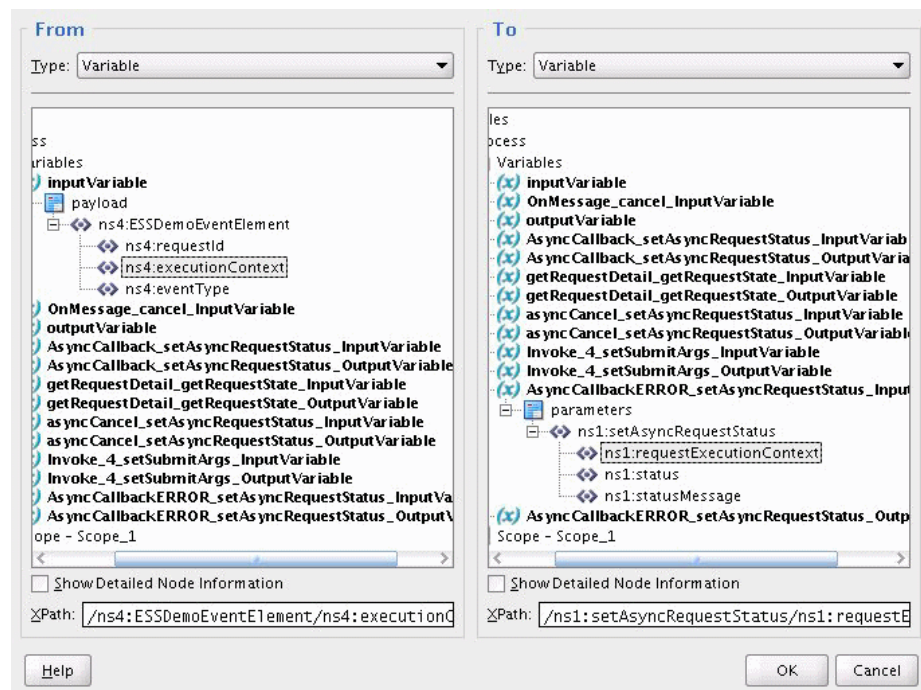 From
Type: Variable
ss
ariables
inputVariable
payload
ns4:ESSDemoEventElement
ns4:requestId
ns4:executionContext
ns4:eventType
OnMessage_cancel_InputVariable
outputVariable
AsyncCallback_setAsyncRequestStatus_InputVariable
AsyncCallback_setAsyncRequestStatus_OutputVariable
getRequestDetail_getRequestState_InputVariable
getRequestDetail_getRequestState_OutputVariable
asyncCancel_setAsyncRequestStatus_InputVariable
asyncCancel_setAsyncRequestStatus_OutputVariable
Invoke_4_setSubmitArgs_InputVariable
Invoke_4_setSubmitArgs_OutputVariable
AsyncCallbackERROR_setAsyncRequestStatus_InputVa
AsyncCallbackERROR_setAsyncRequestStatus_OutputV
ope - Scope_1
Show Detailed Node Information
XPath: /ns4:ESSDemoEventElement/ns4:executionC
To
Type: Variable
les
ocess
Variables
(x) inputVariable
(x) OnMessage_cancel_InputVariable
(x) outputVariable
(x) AsyncCallback_setAsyncRequestStatus_InputVariab
(x) AsyncCallback_setAsyncRequestStatus_OutputVaria
(x) getRequestDetail_getRequestState_InputVariable
(x) getRequestDetail_getRequestState_OutputVariable
(x) asyncCancel_setAsyncRequestStatus_InputVariable
(x) asyncCancel_setAsyncRequestStatus_OutputVariabl
(x) Invoke_4_setSubmitArgs_InputVariable
(x) Invoke_4_setSubmitArgs_OutputVariable
(x) AsyncCallbackERROR_setAsyncRequestStatus_Input
parameters
ns1:setAsyncRequestStatus
ns1:requestExecutionContext
ns1:status
ns1:statusMessage
(x) AsyncCallbackERROR_setAsyncRequestStatus_Outp
Scope - Scope_1
Show Detailed Node Information
XPath: /ns1:setAsyncRequestStatus/ns1:requestE
Help
OK
Cancel